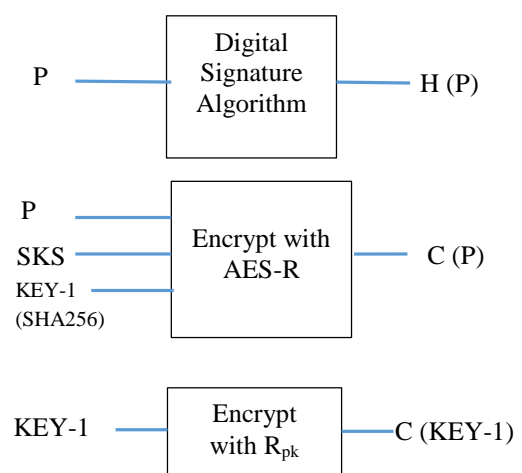 Digital
Signature
Algorithm
P
H (P)
P
SKS
KEY-1
(SHA256)
Encrypt with
AES-R
C (P)
KEY-1
Encrypt
with Rpk
C (KEY-1)